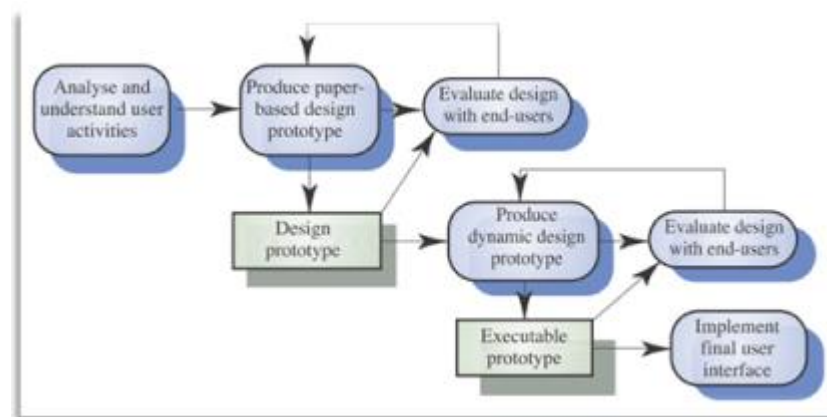 Analyse and
understand user
activities
Produce paper-
based design
prototype
Evaluate design
with end-users
Design
prototype
Produce
dynamic design
prototype
Evaluate design
with end-users
Executable
prototype
Implement
final user
interface